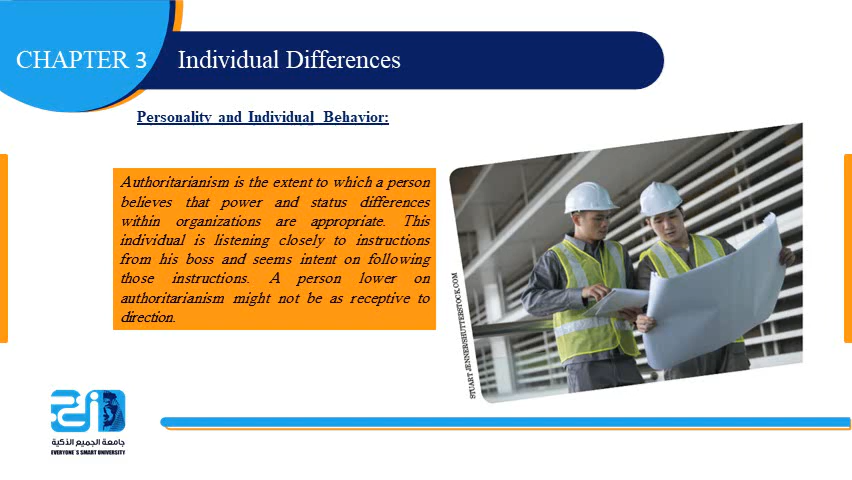 CHAPTER 3
Individual Differences
Personality and Individual Behavior:
Authoritarianism is the extent to which a person
believes that power and status differences
within organizations are appropriate. This
individual is listening closely to instructions
from his boss and seems intent on following
those instructions. A person lower on
authoritarianism might not be as receptive to
direction.
STUART JENNER/SHUTTERSTOCK.COM
جامعة الجميع الذكية
EVERYONE`S SMART UNIVERSITY